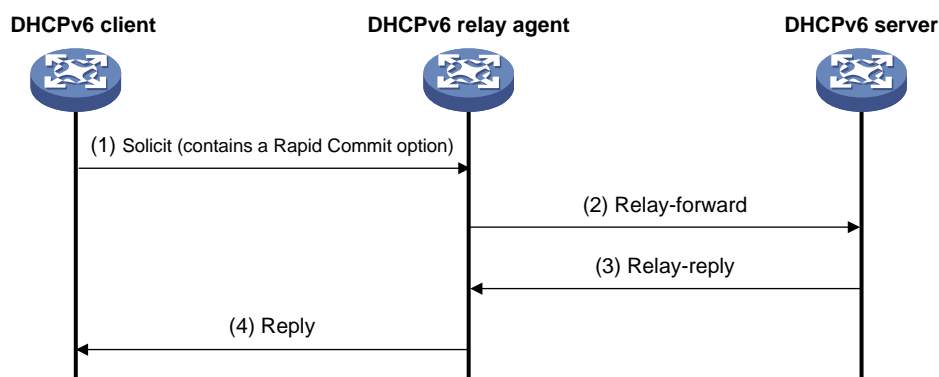 DHCPv6 client
DHCPv6 relay agent
DHCPv6 server
(1) Solicit (contains a Rapid Commit option)
(2) Relay-forward
(3) Relay-reply
(4) Reply